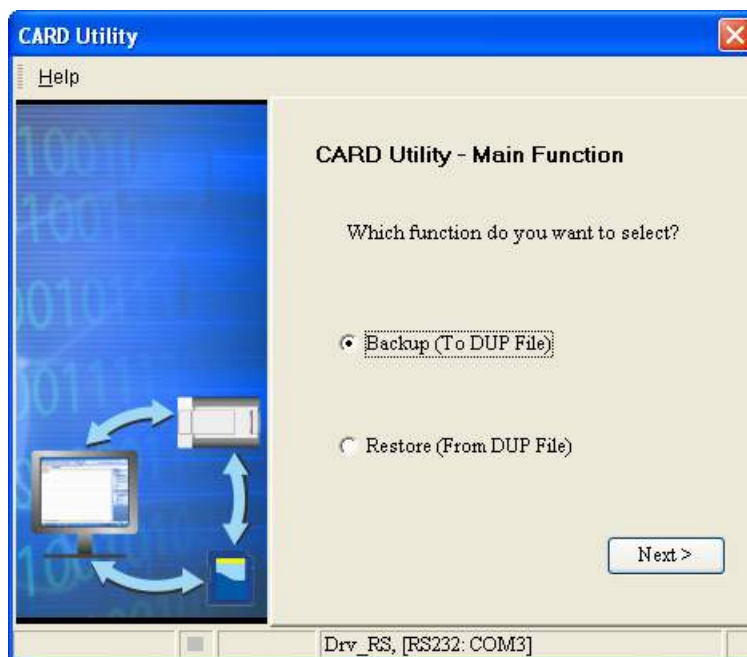 CARD Utility
Help
CARD Utility - Main Function
Which function do you want to select?
Backup (To DUP File)
Restore (From DUP File)
Next >
Drv_RS, [RS232: COM3]